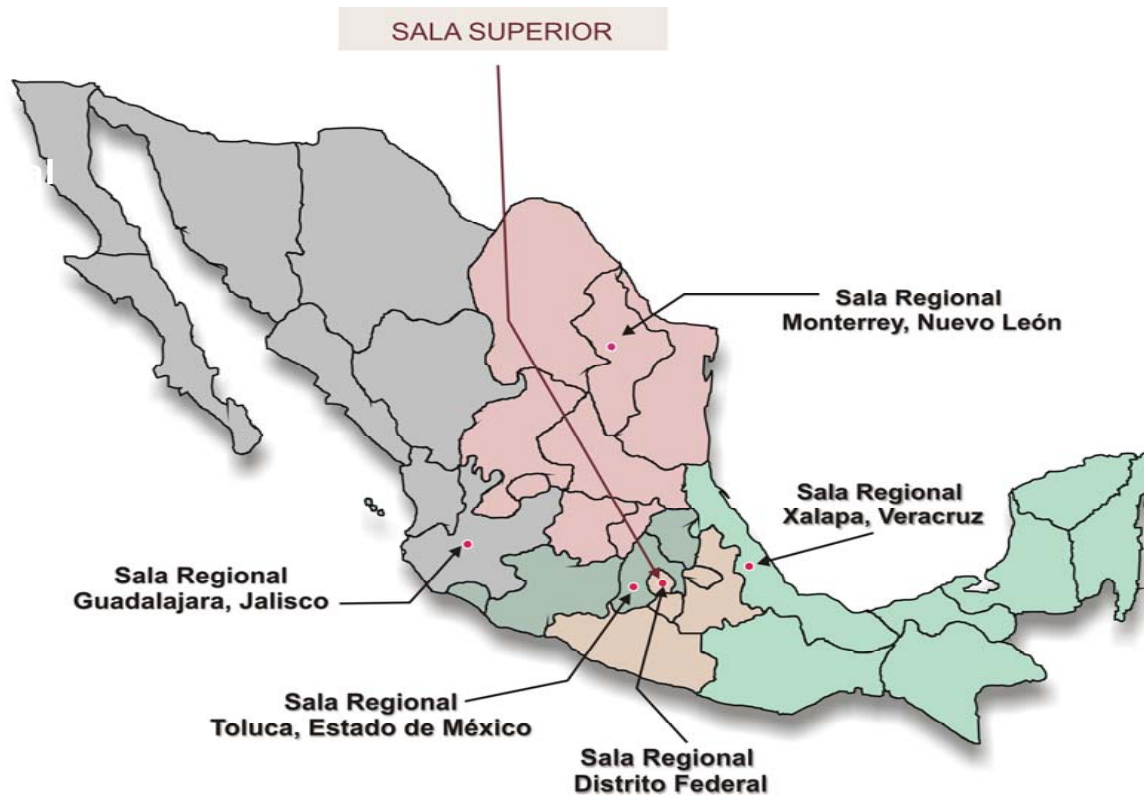 SALA SUPERIOR
al
Sala Regional
Monterrey, Nuevo León
Sala Regional
Xalapa, Veracruz
Sala Regional
Guadalajara, Jalisco
Sala Regional
Toluca, Estado de México
Sala Regional
Distrito Federal